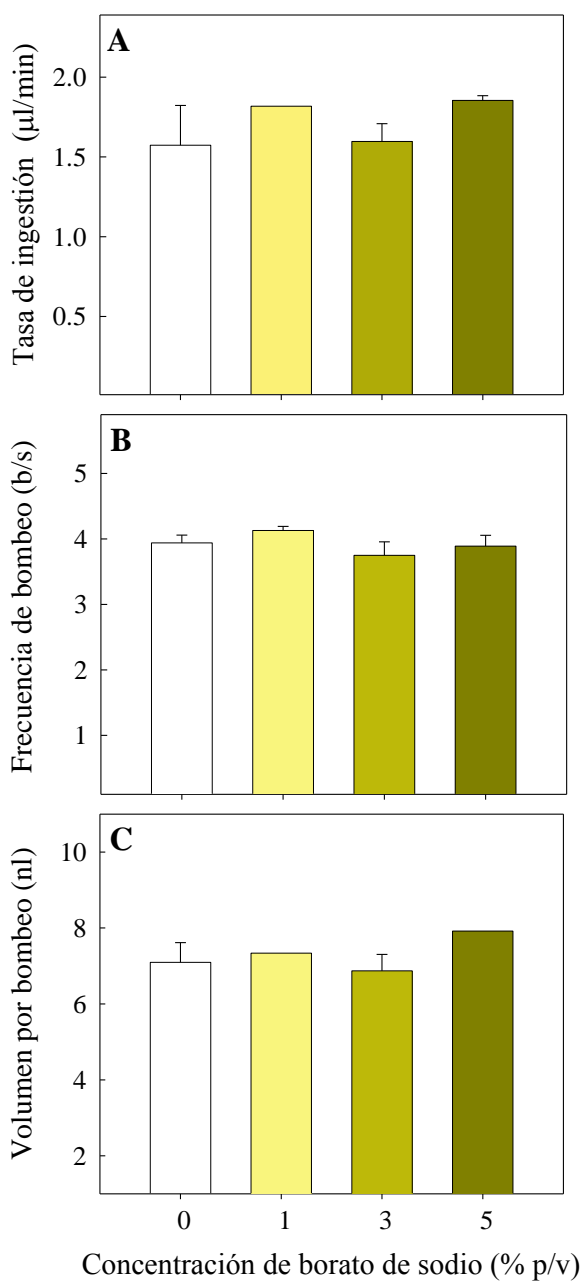 A
Tasa de ingestión (µl/min)
2.0
1.5
1.0
0.5
B
Frecuencia de bombeo (b/s)
5
4
3
2
1
C
Volumen por bombeo (nl)
10
8
6
4
2
0 1 3 5
Concentración de borato de sodio (% p/v)